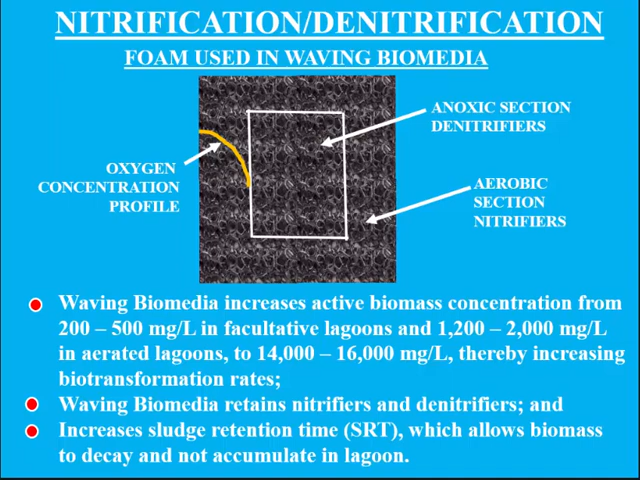 NITRIFICATION/DENITRIFICATION
FOAM USED IN WAVING BIOMEDIA
ANOXIC SECTION
DENITRIFIERS
OXYGEN
CONCENTRATION
PROFILE
AEROBIC
SECTION
NITRIFIERS
Waving Biomedia increases active biomass concentration from
200 – 500 mg/L in facultative lagoons and 1,200 – 2,000 mg/L
in aerated lagoons, to 14,000 – 16,000 mg/L, thereby increasing
biotransformation rates;
Waving Biomedia retains nitrifiers and denitrifiers; and
Increases sludge retention time (SRT), which allows biomass
to decay and not accumulate in lagoon.